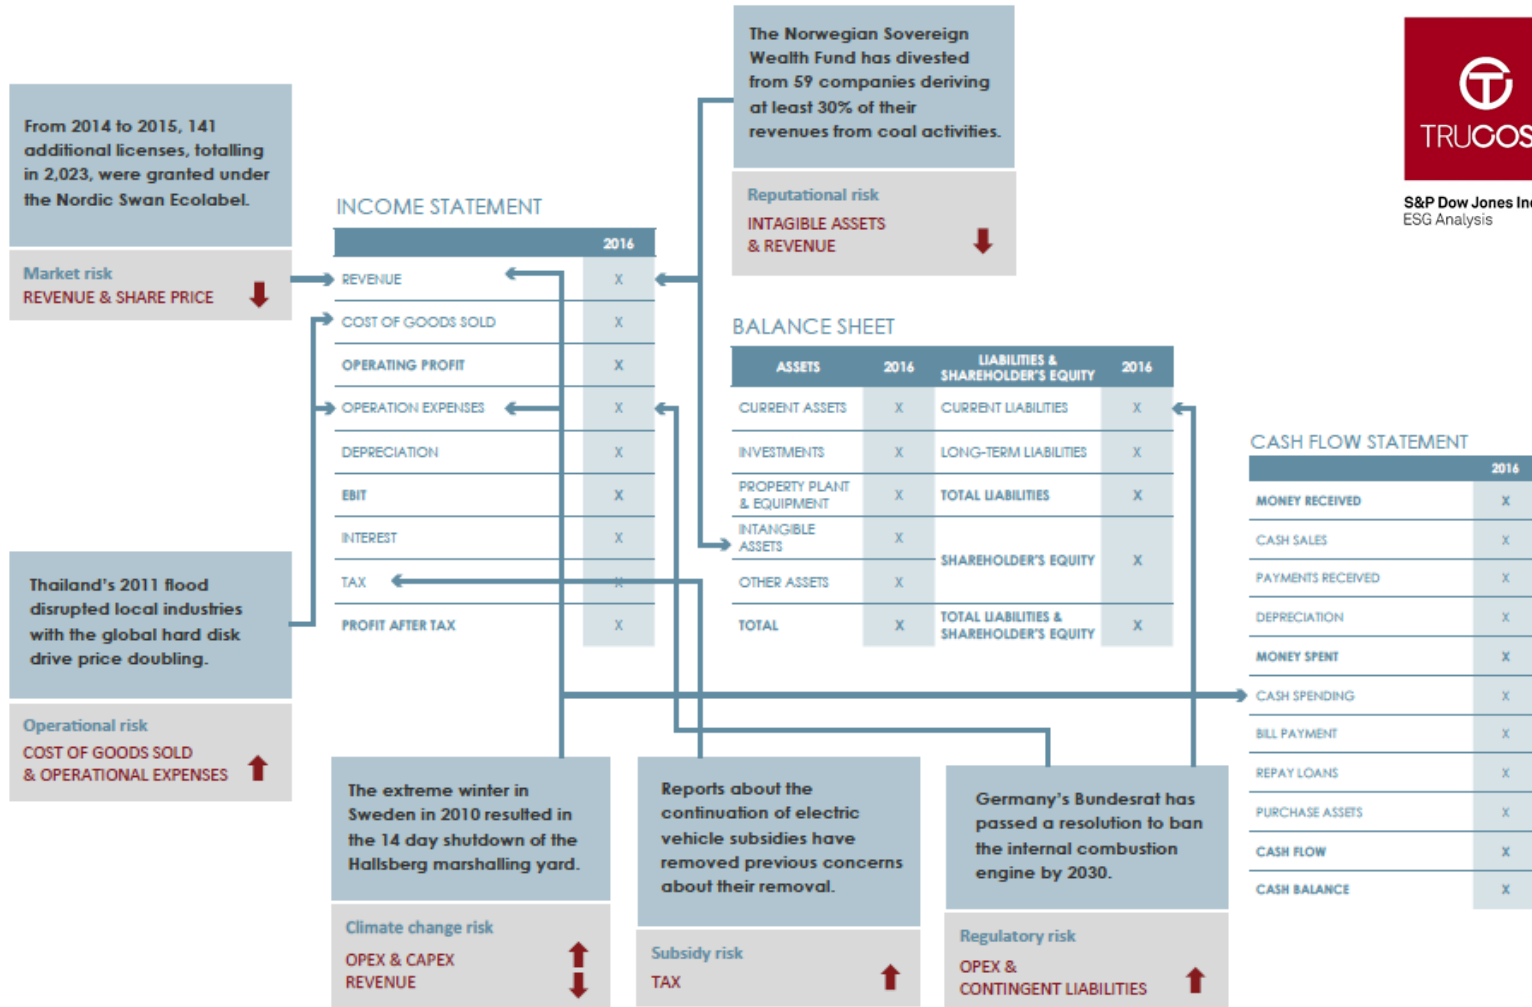 The Norwegian Sovereign
Wealth Fund has divested
from 59 companies deriving
at least 30% of their
revenues from coal activities.
Reputational risk
INTAGIBLE ASSETS
& REVENUE
TRUCOS
S&P Dow Jones Ind
ESG Analysis
From 2014 to 2015, 141
additional licenses, totalling
in 2,023, were granted under
the Nordic Swan Ecolabel.
Market risk
REVENUE & SHARE PRICE
INCOME STATEMENT
2016
REVENUE X
COST OF GOODS SOLD X
OPERATING PROFIT X
OPERATION EXPENSES X
DEPRECIATION X
EBIT X
INTEREST X
TAX X
PROFIT AFTER TAX X
BALANCE SHEET
ASSETS 2016 LIABILITIES & SHAREHOLDER'S EQUITY 2016
CURRENT ASSETS X CURRENT LIABILITIES X
INVESTMENTS X LONG-TERM LIABILITIES X
PROPERTY PLANT
& EQUIPMENT X TOTAL LIABILITIES X
INTANGIBLE
ASSETS X
SHAREHOLDER'S EQUITY X
OTHER ASSETS X
TOTAL X TOTAL LIABILITIES &
SHAREHOLDER'S EQUITY X
CASH FLOW STATEMENT
2016
MONEY RECEIVED X
CASH SALES X
PAYMENTS RECEIVED X
DEPRECIATION X
MONEY SPENT X
CASH SPENDING X
BILL PAYMENT X
REPAY LOANS X
PURCHASE ASSETS X
CASH FLOW X
CASH BALANCE X
Thailand's 2011 flood
disrupted local industries
with the global hard disk
drive price doubling.
Operational risk
COST OF GOODS SOLD
& OPERATIONAL EXPENSES
The extreme winter in
Sweden in 2010 resulted in
the 14 day shutdown of the
Hallsberg marshalling yard.
Climate change risk
OPEX & CAPEX
REVENUE
Reports about the
continuation of electric
vehicle subsidies have
removed previous concerns
about their removal.
Subsidy risk
TAX
Germany's Bundesrat has
passed a resolution to ban
the internal combustion
engine by 2030.
Regulatory risk
OPEX &
CONTINGENT LIABILITIES